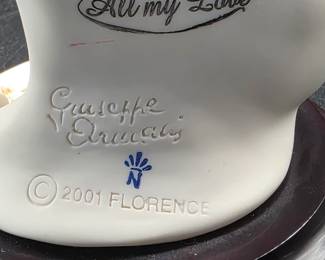 All my Love
Giuseppe
Armani
N
© 2001 FLORENCE